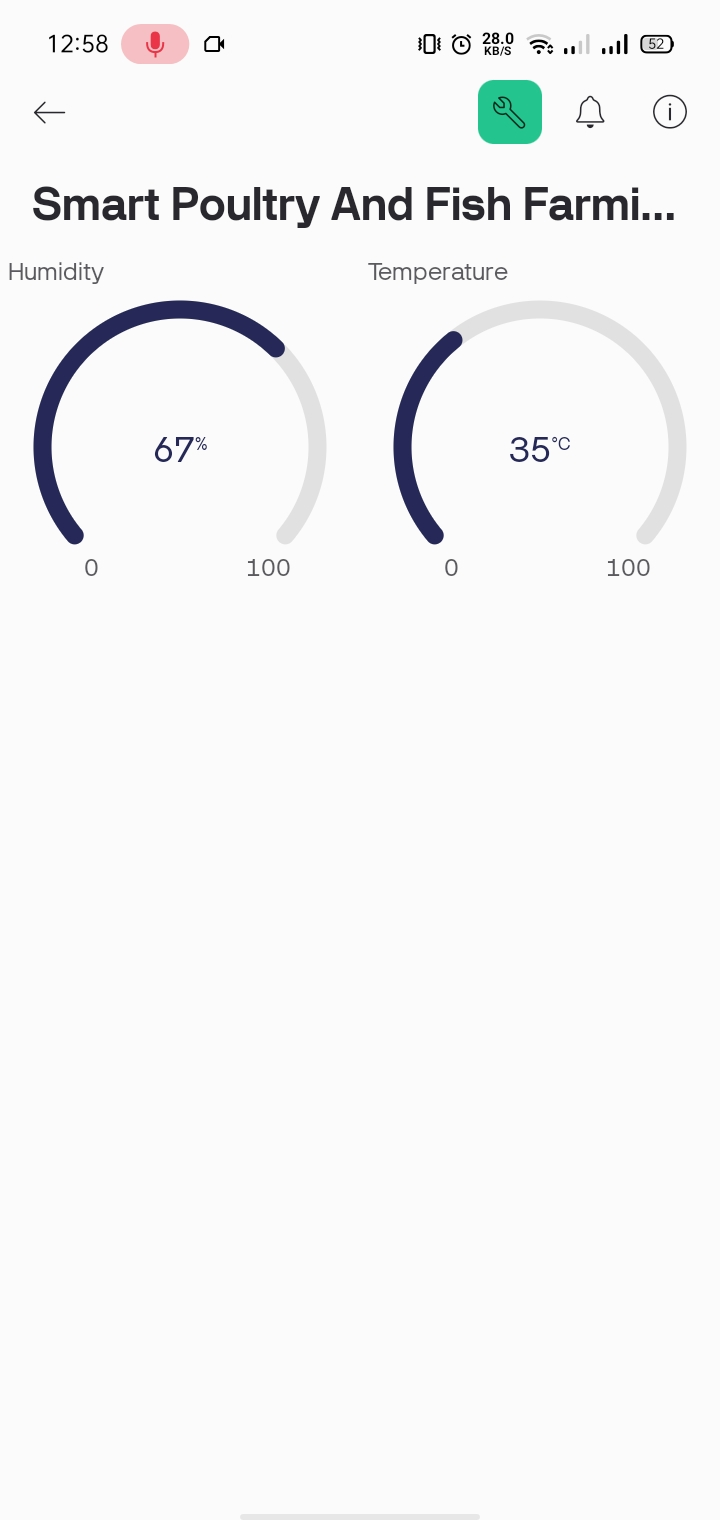 12:58 28.0 KB/S 52
Smart Poultry And Fish Farmi...
Humidity Temperature
67% 35°C
0 100 0 100